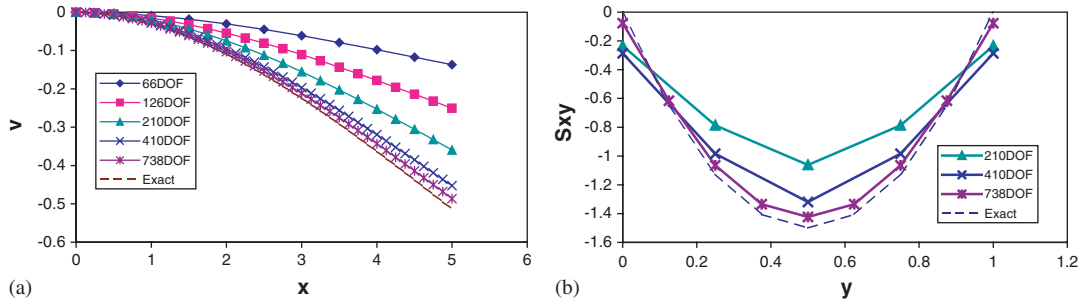 0
-0.1
-0.2
-0.3
-0.4
-0.5
-0.6
v
66DOF
126DOF
210DOF
410DOF
738DOF
Exact
0 1 2 3 4 5 6
(a)
x
0
-0.2
-0.4
-0.6
-0.8
-1
-1.2
-1.4
-1.6
Sxy
210DOF
410DOF
738DOF
Exact
0 0.2 0.4 0.6 0.8 1 1.2
(b)
y